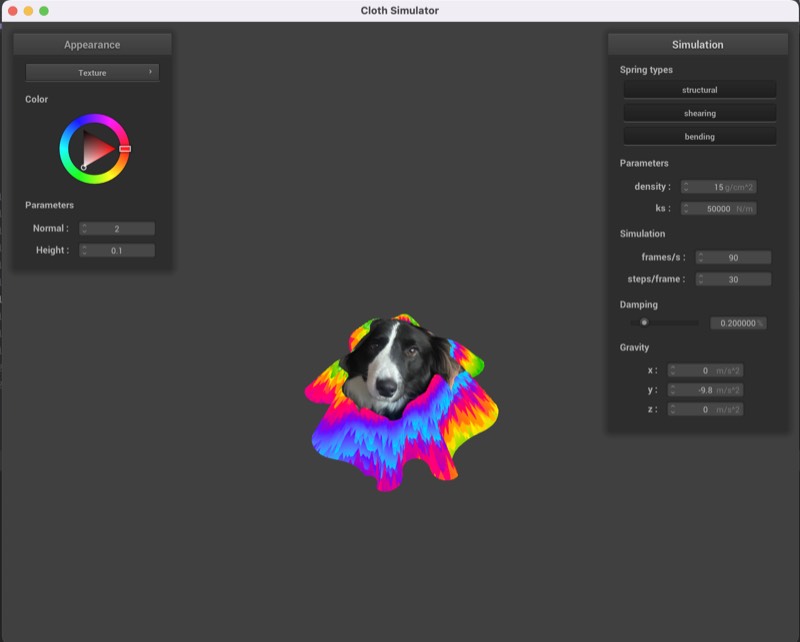 Cloth Simulator
Appearance
Texture
Color
Parameters
Normal : 2
Height : 0.1
Simulation
Spring types
structural
shearing
bending
Parameters
density : 15 g/cm^2
ks : 50000 N/m
Simulation
frames/s : 90
steps/frame : 30
Damping
0.200000 %
Gravity
x : 0 m/s^2
y : -9.8 m/s^2
z : 0 m/s^2